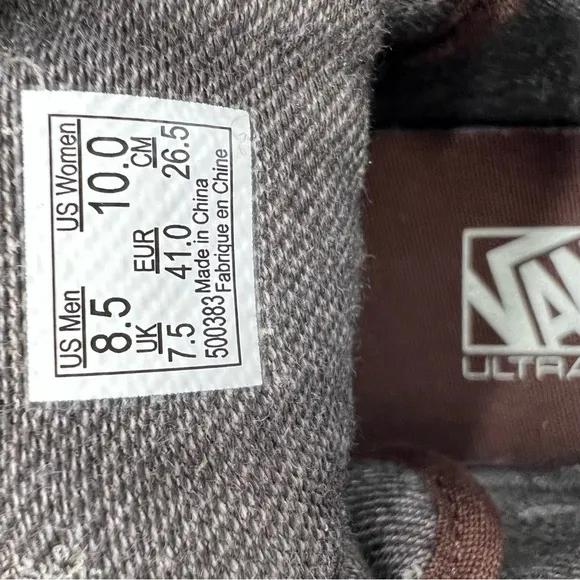 US Men US Women
8.5 10.0
UK EUR CM
7.5 41.0 26.5
500383 Made in China
Fabrique en Chine
VAN
ULTRA